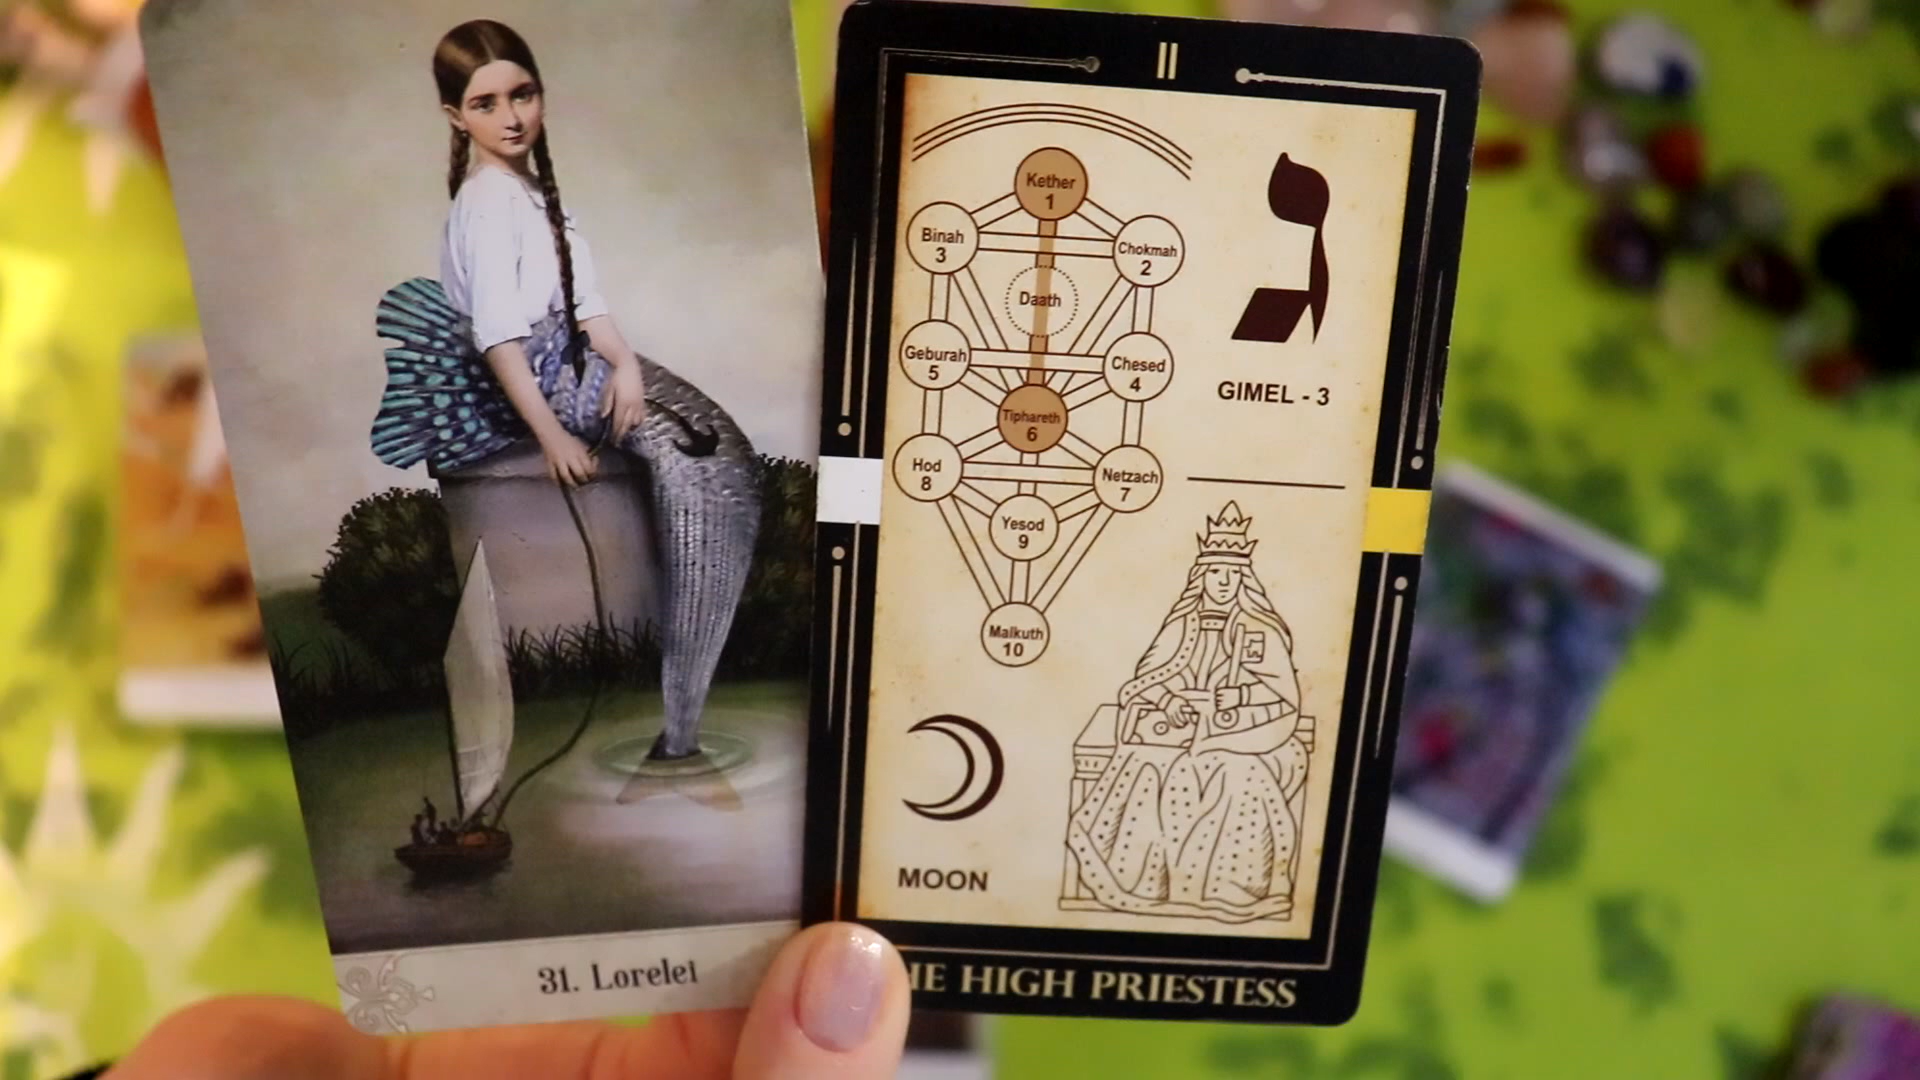 31. Lorelei
II
Kether
1
Binah
3
Chokmah
2
Daath
Geburah
5
Chesed
4
Tiphareth
6
Hod
8
Netzach
7
Yesod
9
Malkuth
10
ג
GIMEL - 3
MOON
HE HIGH PRIESTESS